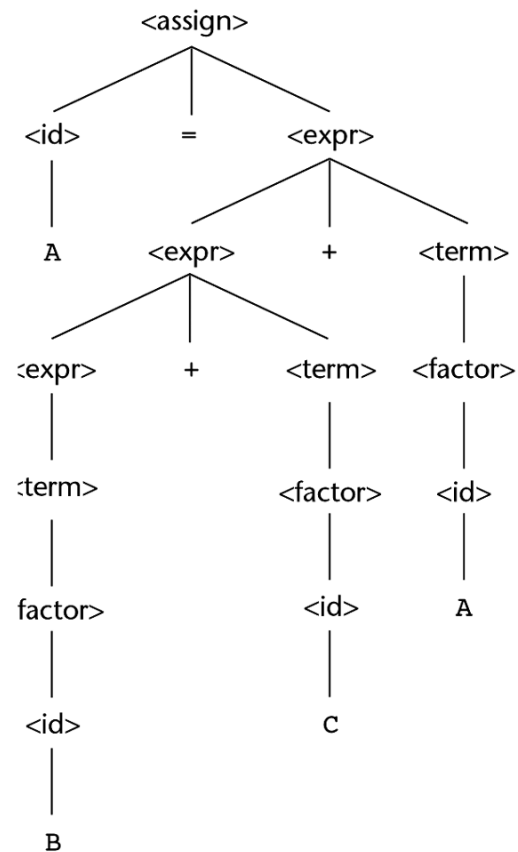 <assign>
<id> = <expr>
A <expr> + <term>
<expr> + <term> <factor>
<term> <factor> <id>
factor> <id> A
<id> C
B